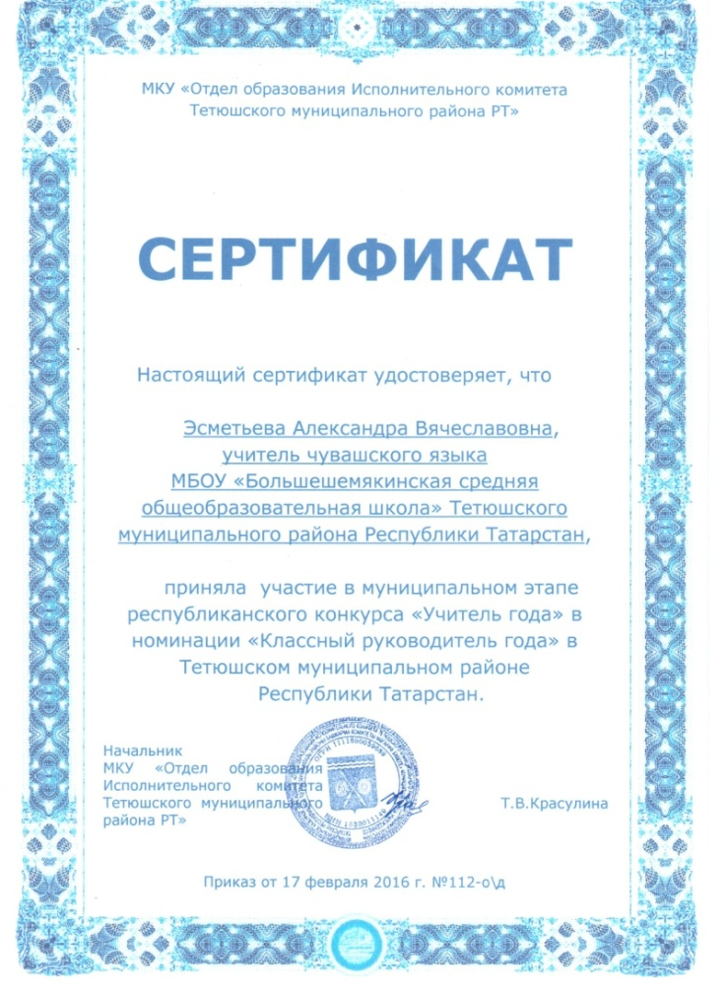 МКУ «Отдел образования Исполнительного комитета
Тетюшского муниципального района РТ»
СЕРТИФИКАТ
Настоящий сертификат удостоверяет, что
Эсметьева Александра Вячеславовна,
учитель чувашского языка
МБОУ «Большешемякинская средняя
общеобразовательная школа» Тетюшского
муниципального района Республики Татарстан,
приняла участие в муниципальном этапе
республиканского конкурса «Учитель года» в
номинации «Классный руководитель года» в
Тетюшском муниципальном районе
Республики Татарстан.
Начальник
МКУ «Отдел образования
Исполнительного комитета
Тетюшского муниципального
района РТ»
Т.В.Красулина
Приказ от 17 февраля 2016 г. №112-о\д